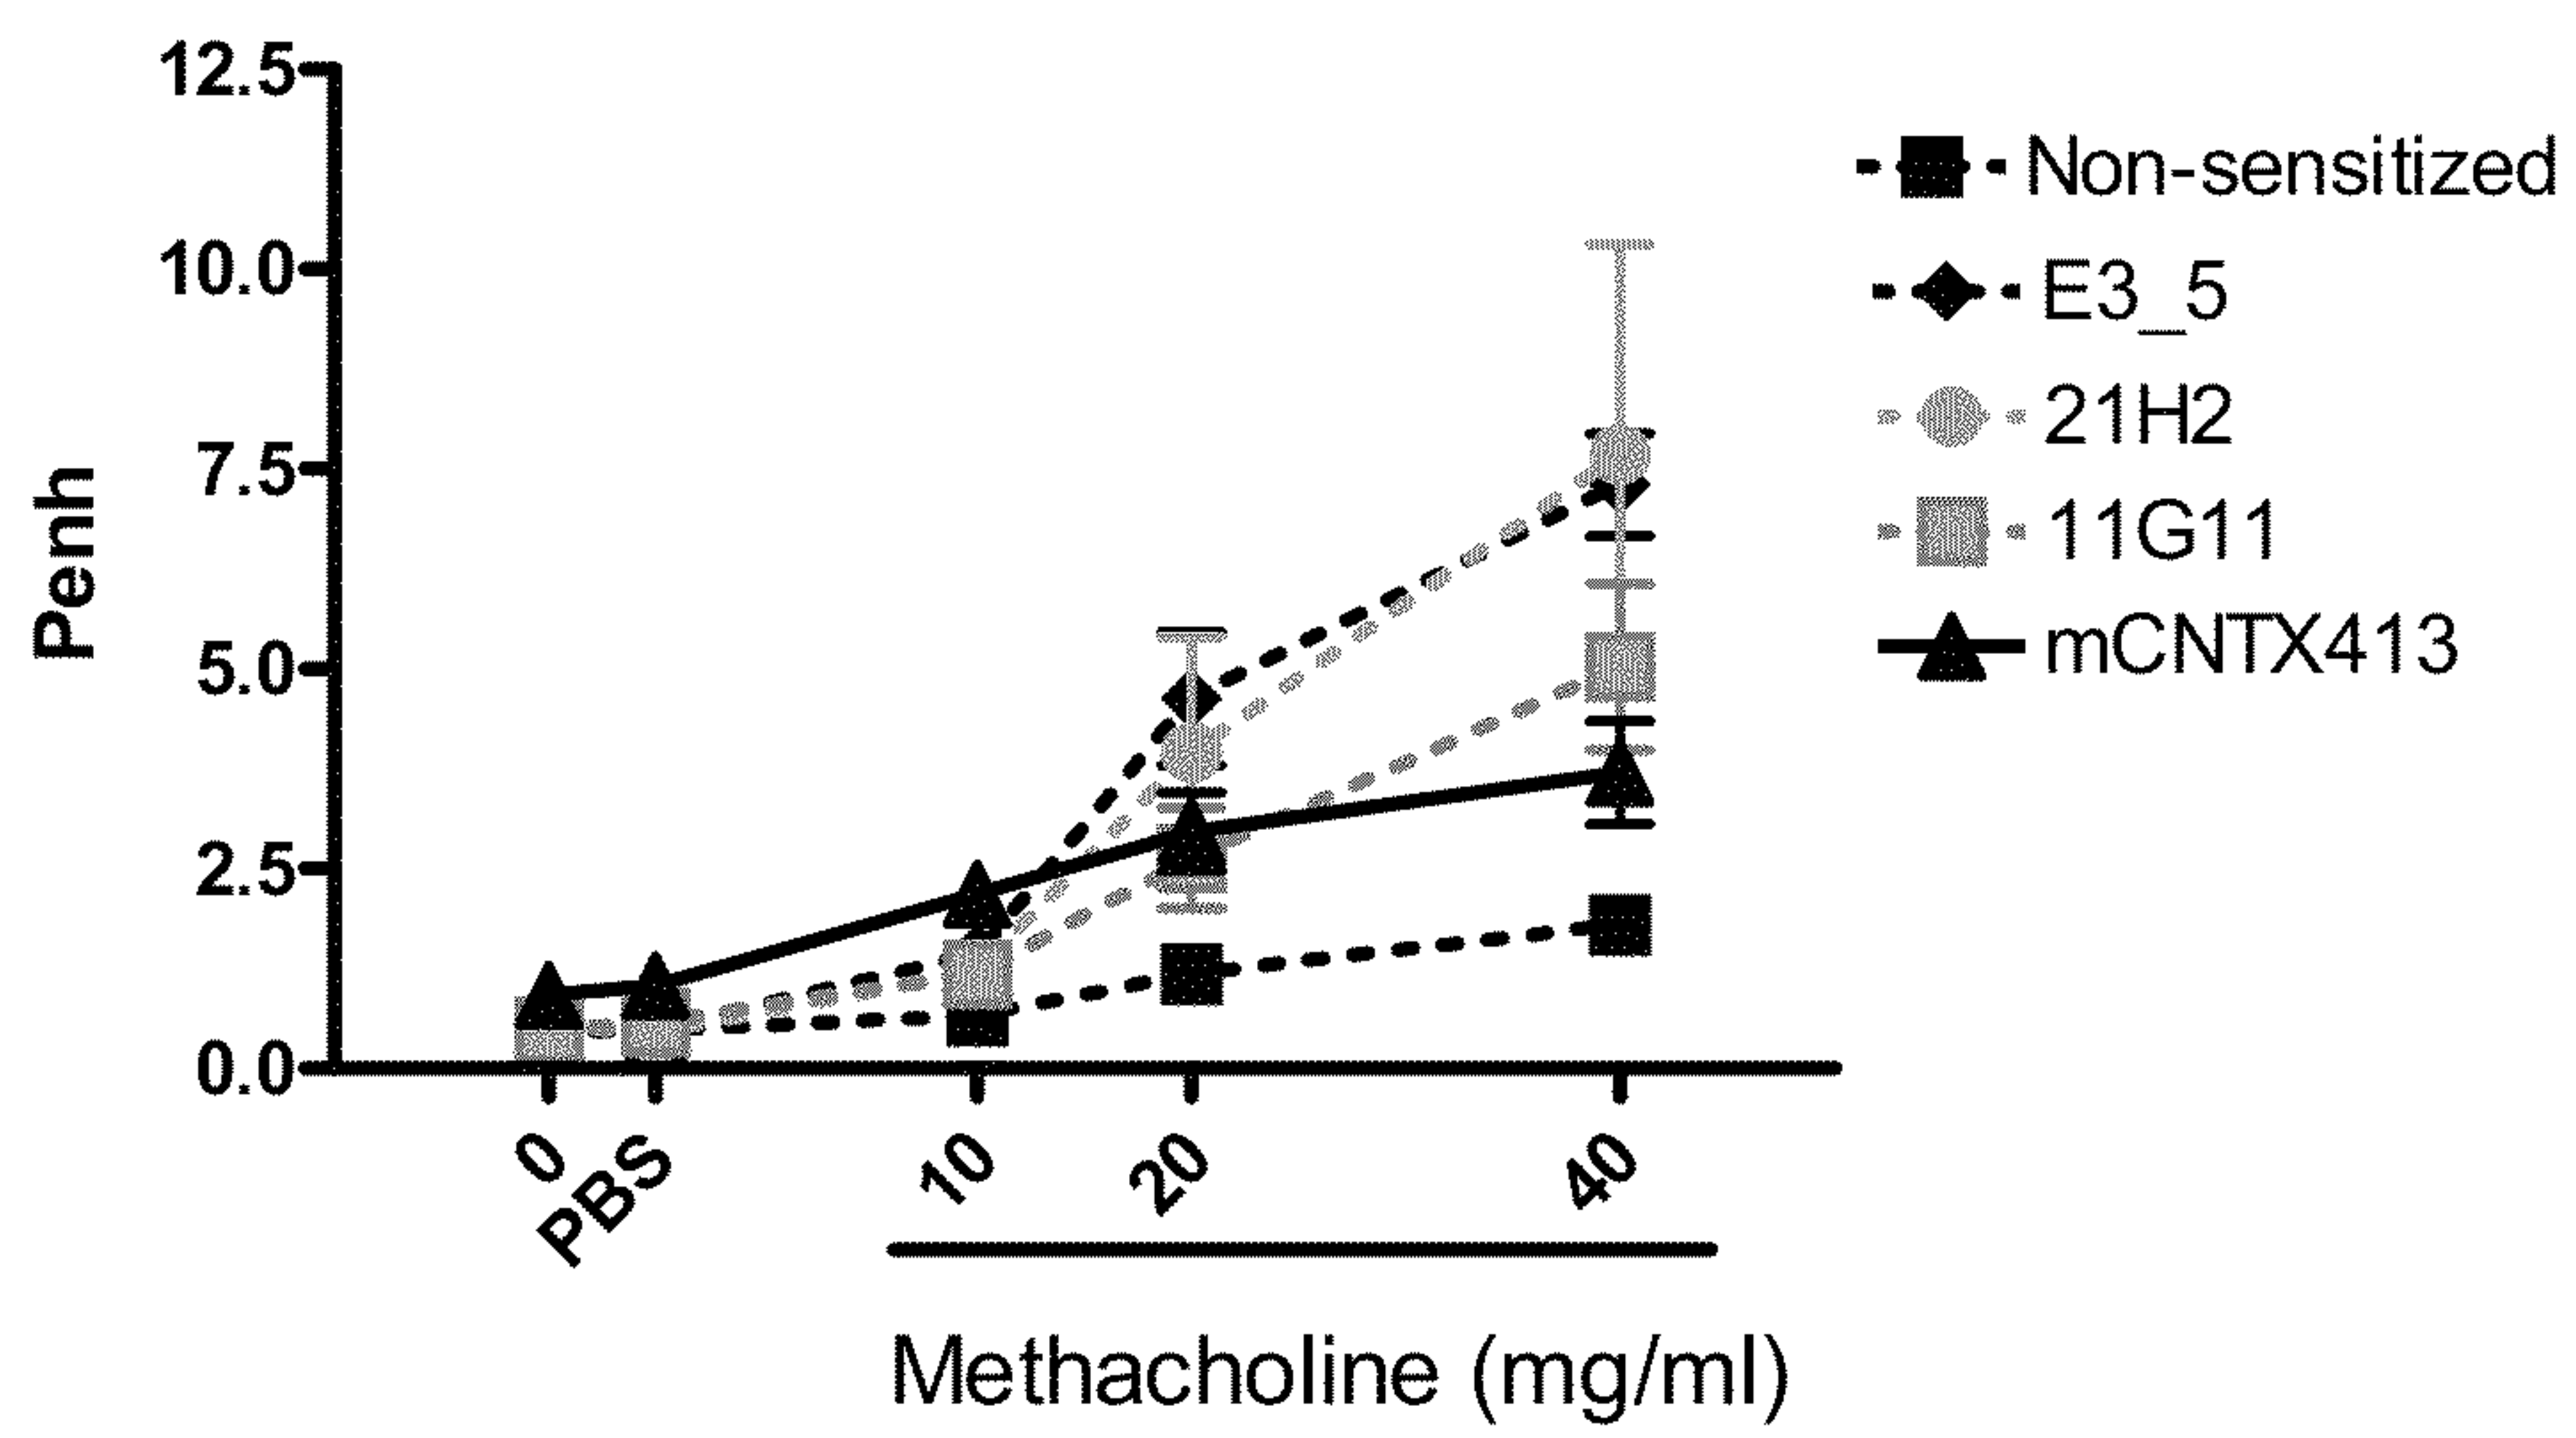 12.5
10.0
7.5
5.0
2.5
0.0
Penh
0
PBS
10
20
40
Methacholine (mg/ml)
Non-sensitized
E3_5
21H2
11G11
mCNTX413